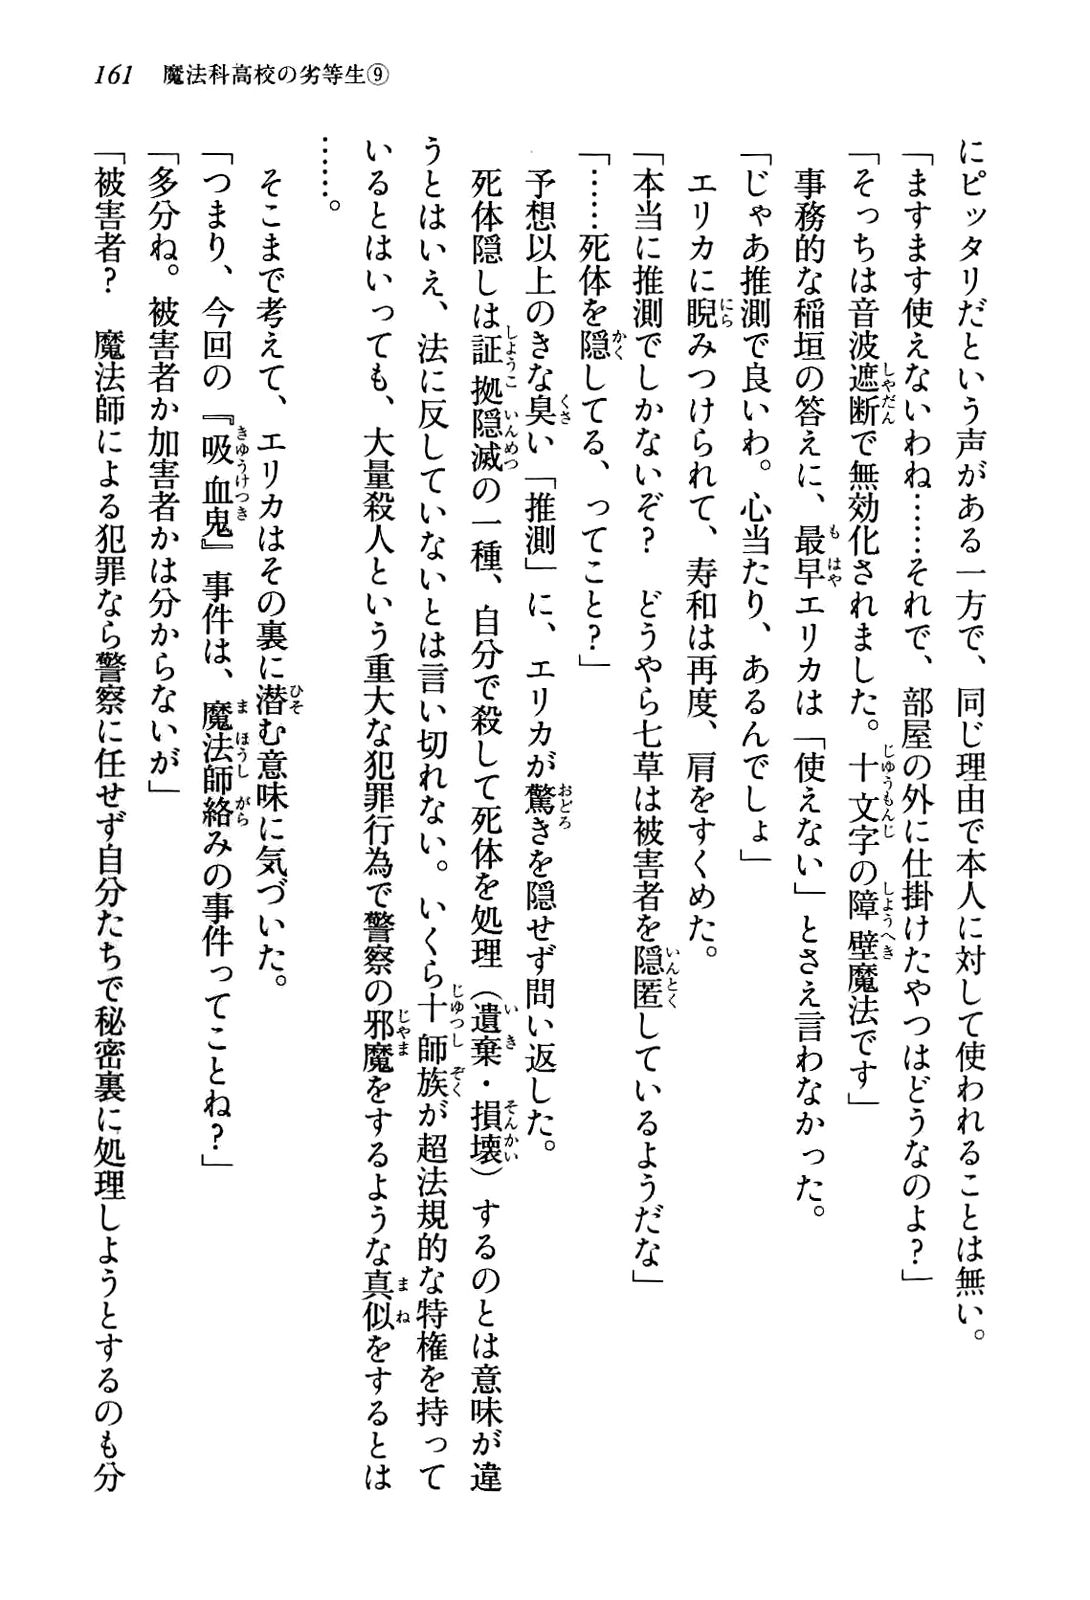 161 魔法科高校の劣等生⑨
にピッタリだという声がある一方で、同じ理由で本人に対して使われることは無い。
「ますます使えないわね……それで、部屋の外に仕掛けたやつはどうなのよ？」
「そっちは音波遮断で無効化されました。十文字の障壁魔法です」
事務的な稲垣の答えに、最早エリカは「使えない」とさえ言わなかった。
「じゃあ推測で良いわ。心当たり、あるんでしょ」
エリカに睨みつけられて、寿和は再度、肩をすくめた。
「本当に推測でしかないぞ？　どうやら七草は被害者を隠匿しているようだな」
「……死体を隠してる、ってこと？」
予想以上のきな臭い「推測」に、エリカが驚きを隠せず問い返した。
死体隠しは証拠隠滅の一種、自分で殺して死体を処理（遺棄・損壊）するのとは意味が違
うとはいえ、法に反していないとは言い切れない。いくら十師族が超法規的な特権を持って
いるとはいっても、大量殺人という重大な犯罪行為で警察の邪魔をするような真似をするとは
……。
そこまで考えて、エリカはその裏に潜む意味に気づいた。
「つまり、今回の『吸血鬼』事件は、魔法師絡みの事件ってことね？」
「多分ね。被害者か加害者かは分からないが」
「被害者？　魔法師による犯罪なら警察に任せず自分たちで秘密裏に処理しようとするのも分